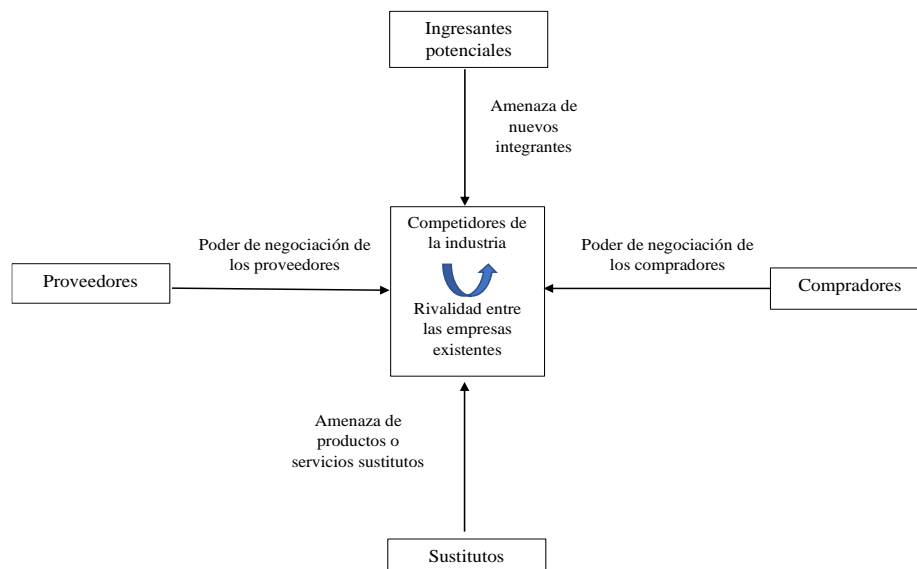 Ingresantes
potenciales
Amenaza de
nuevos
integrantes
Competidores de
la industria
Rivalidad entre
las empresas
existentes
Poder de negociación de
los proveedores
Proveedores
Poder de negociación de
los compradores
Compradores
Amenaza de
productos o
servicios sustitutos
Sustitutos